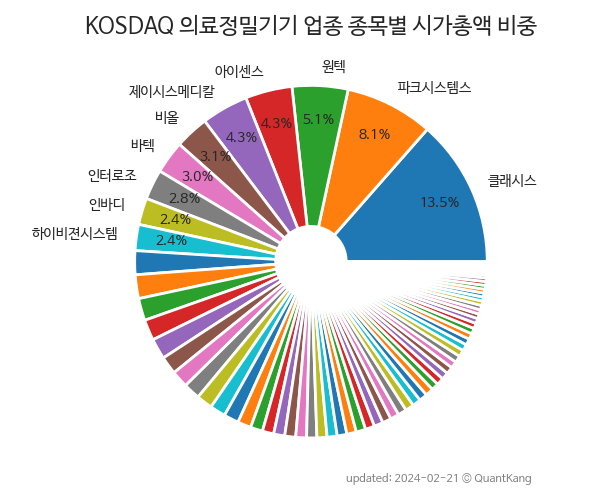 KOSDAQ 의료정밀기기 업종 종목별 시가총액 비중
클래시스
13.5%
파크시스템스
8.1%
원텍
5.1%
아이센스
4.3%
제이시스메디칼
4.3%
비올
3.1%
바텍
3.0%
인터로조
2.8%
인바디
2.4%
하이비젼시스템
2.4%
updated: 2024-02-21 © QuantKang